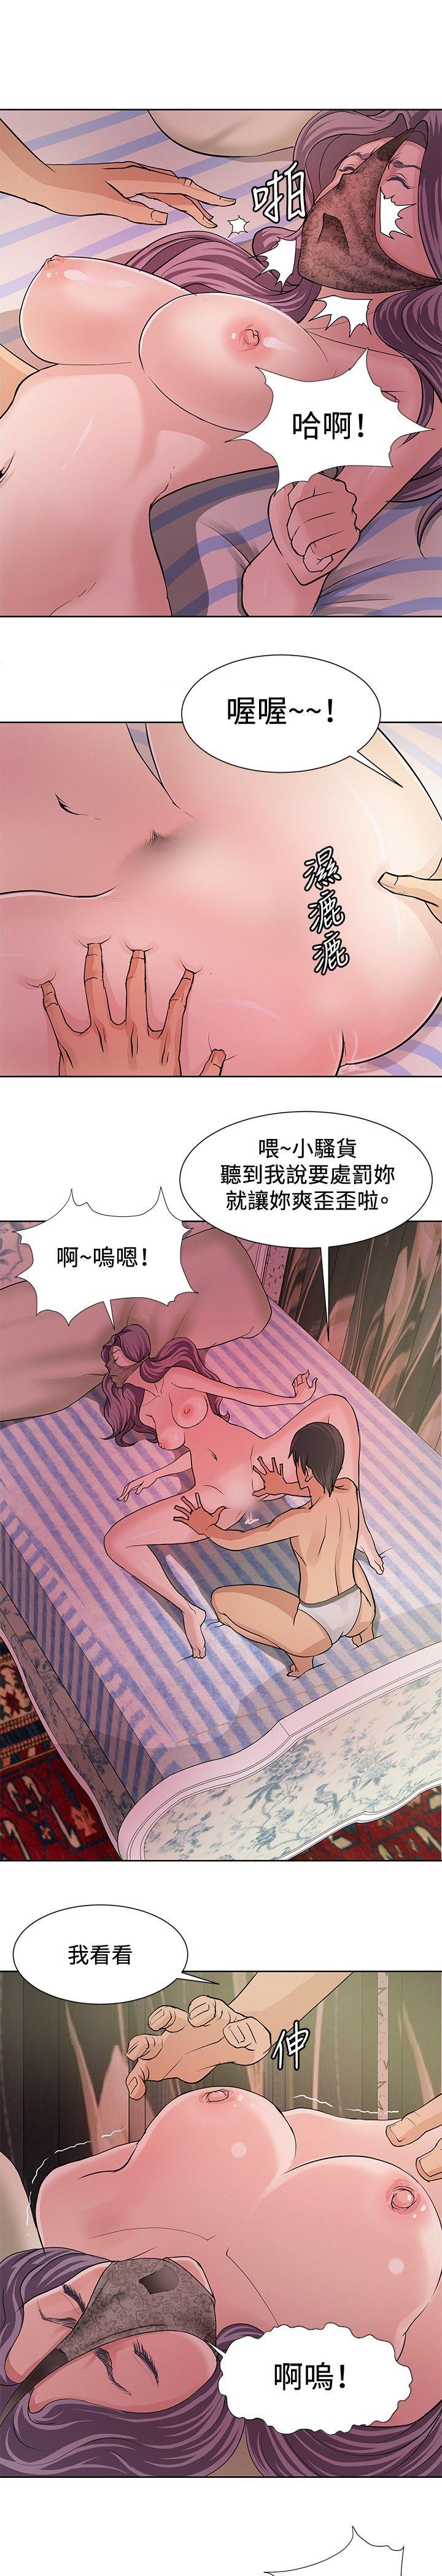 啪
哈啊！
喔喔~~！
濕漉漉
喂~小騷貨
聽到我說要處罰妳
就讓妳爽歪歪啦。
啊~嗚嗯！
我看看
伸
啊嗚！